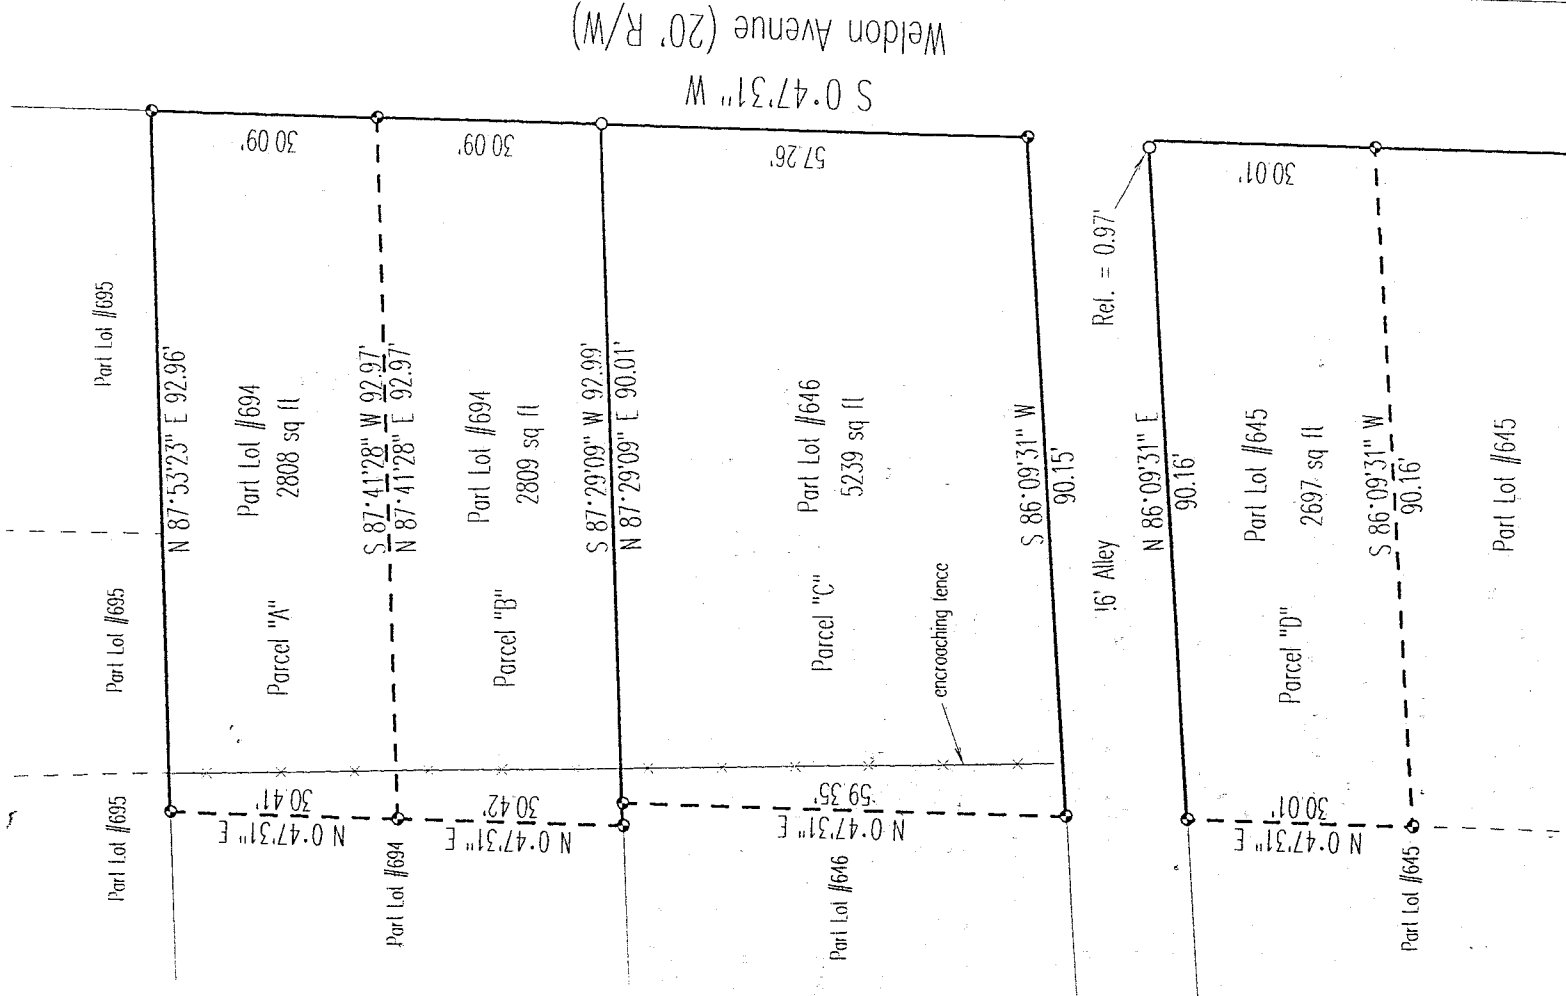 Weldon Avenue (20' R/W)
S 0°47'31" W
30.09'
30.09'
57.26'
30.01'
Part Lot #695
Part Lot #695
Part Lot #695
N 87°53'23" E 92.96'
Part Lot #694
2808 sq ft
Parcel "A"
S 87°41'28" W 92.97'
N 87°41'28" E 92.97'
Part Lot #694
2809 sq ft
Parcel "B"
S 87°29'09" W 92.99'
N 87°29'09" E 90.01'
Part Lot #646
5239 sq ft
Parcel "C"
encroaching fence
S 86°09'31" W
90.15'
Ref. = 0.97'
16' Alley
N 86°09'31" E
90.16'
Part Lot #645
2697 sq ft
Parcel "D"
S 86°09'31" W
90.16'
Part Lot #645
30.41'
N 0°47'31" E
30.42'
N 0°47'31" E
59.35'
N 0°47'31" E
30.01'
N 0°47'31" E
Part Lot #694
Part Lot #646
Part Lot #645